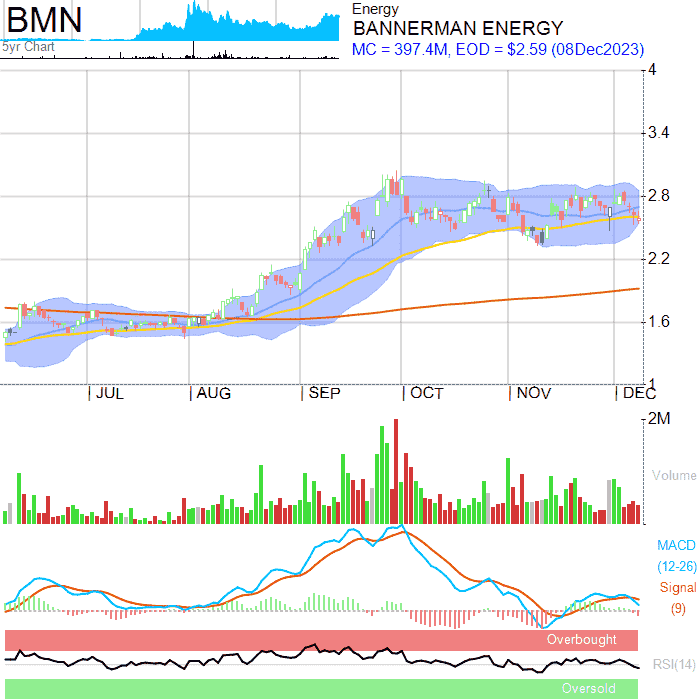 BMN
5yr Chart
Energy
BANNERMAN ENERGY
MC = 397.4M, EOD = $2.59 (08Dec2023)
4
3.4
2.8
2.2
1.6
1
JUL AUG SEP OCT NOV DEC
2M
Volume
MACD
(12-26)
Signal
(9)
Overbought
RSI(14)
Oversold